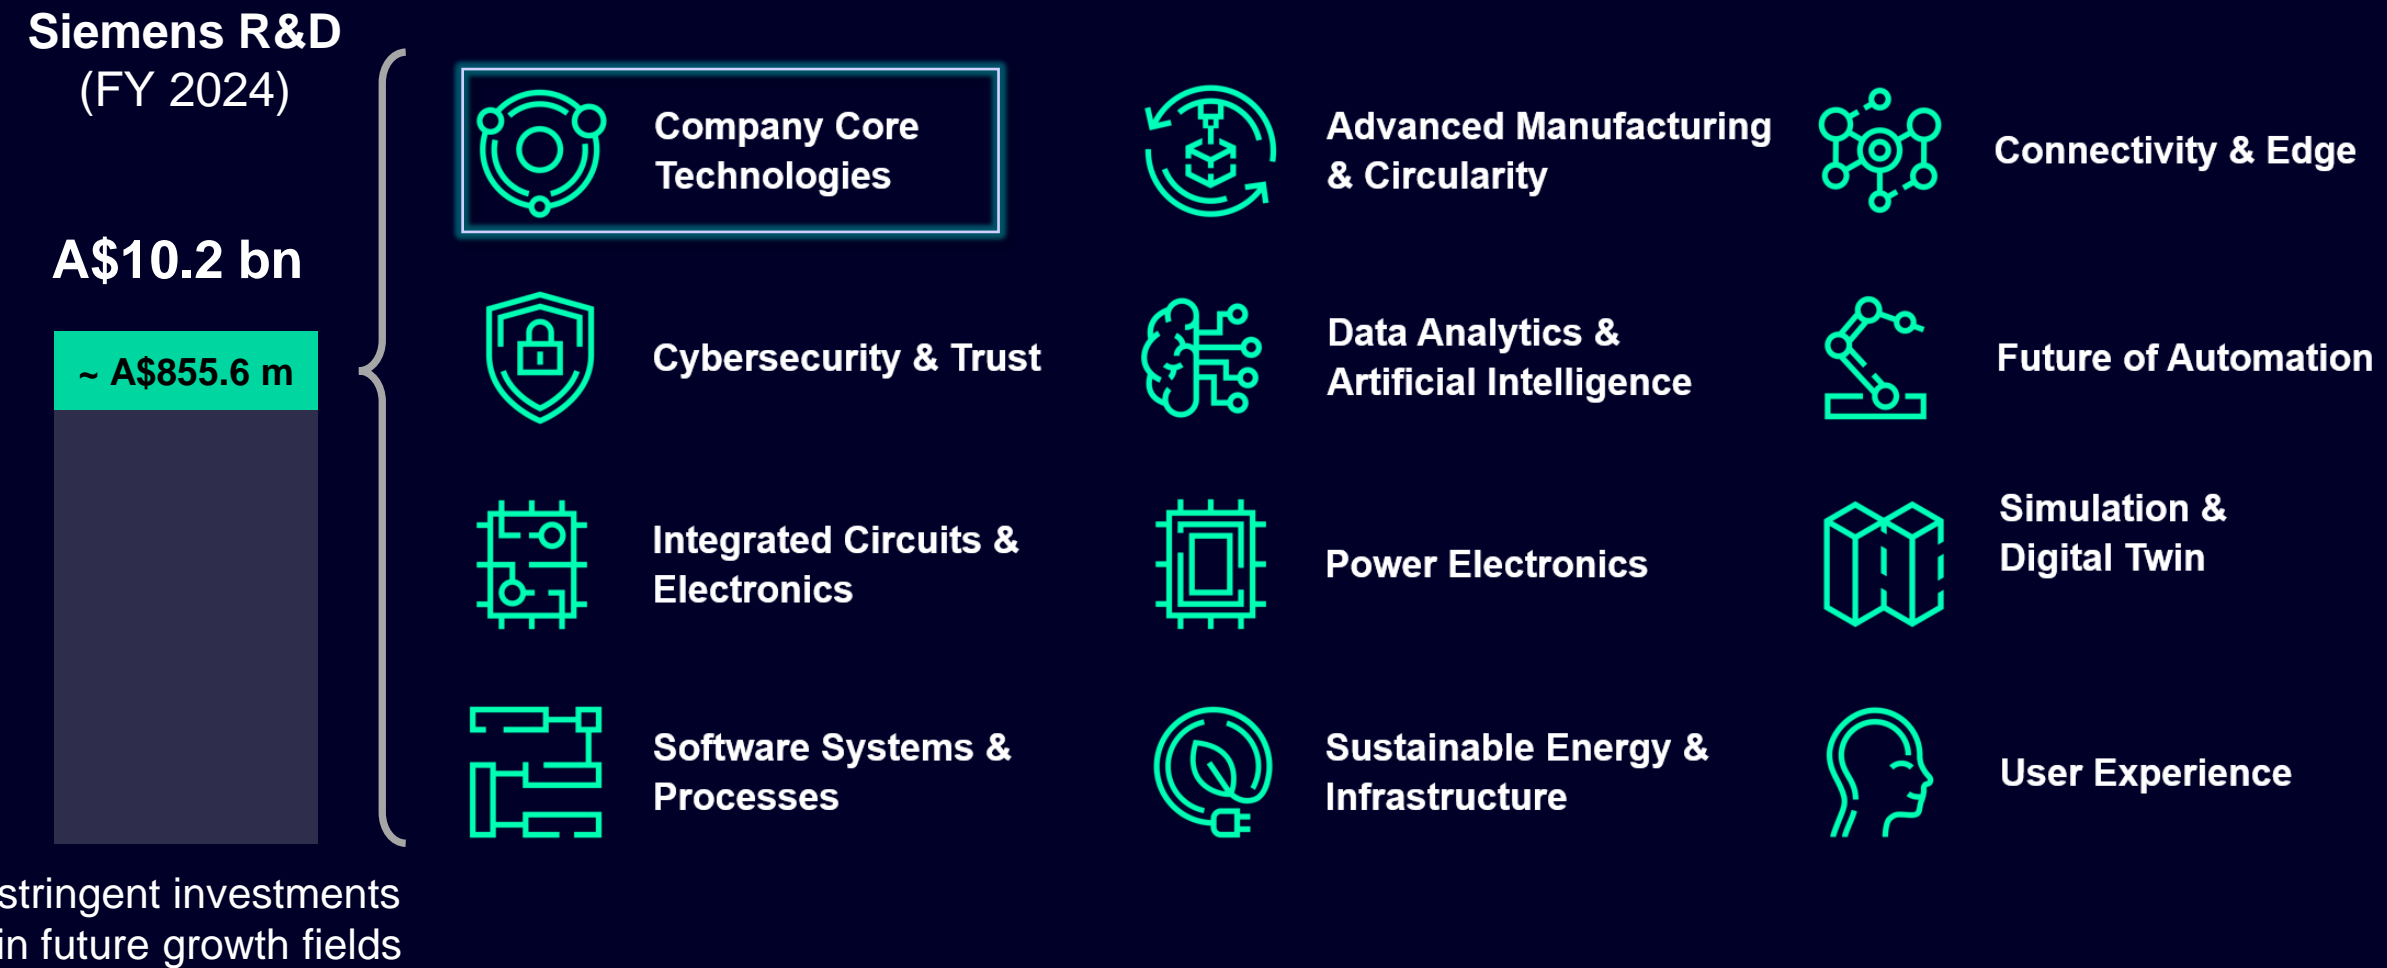 Siemens R&D
(FY 2024)
A$10.2 bn
~ A$855.6 m
stringent investments
in future growth fields
Company Core
Technologies
Advanced Manufacturing
& Circularity
Connectivity & Edge
Cybersecurity & Trust
Data Analytics &
Artificial Intelligence
Future of Automation
Integrated Circuits &
Electronics
Power Electronics
Simulation &
Digital Twin
Software Systems &
Processes
Sustainable Energy &
Infrastructure
User Experience